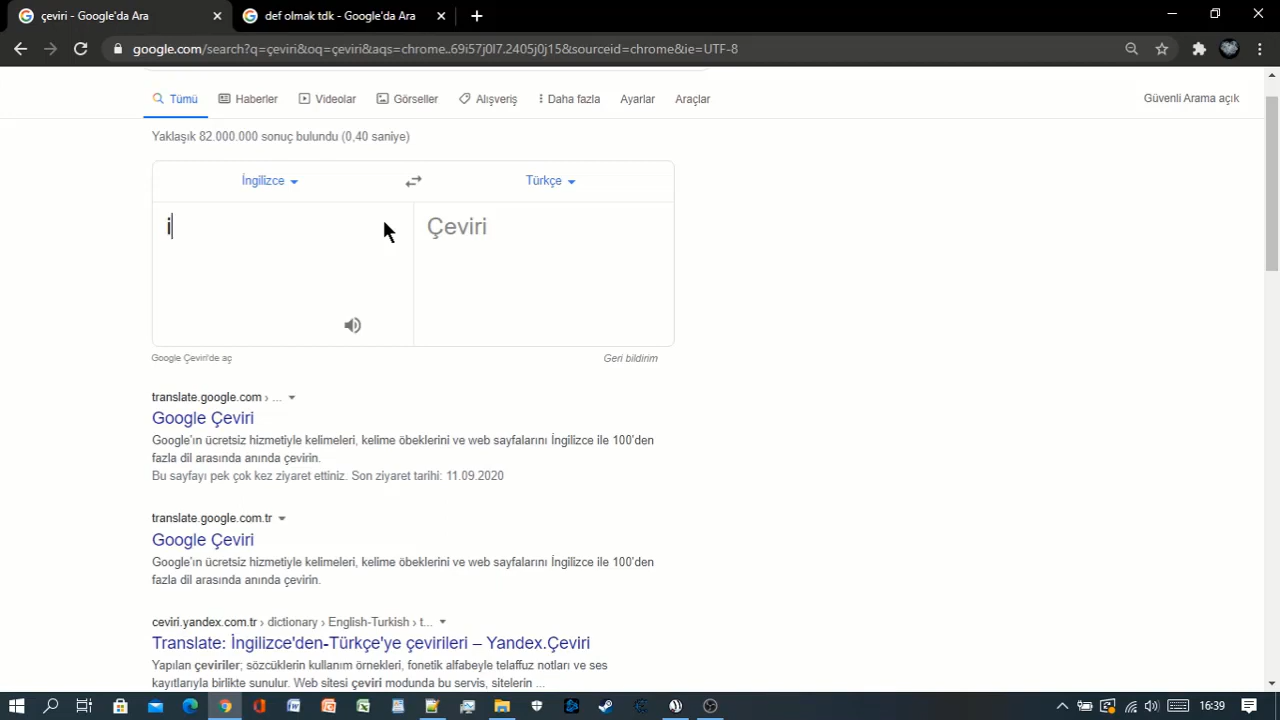 çeviri - Google'da Ara
def olmak tdk - Google'da Ara
google.com/search?q=çeviri&oq=çeviri&aqs=chrome..69i57j0l7.2405j0j15&sourceid=chrome&ie=UTF-8
Tümü Haberler Videolar Görseller Alışveriş Daha fazla Ayarlar Araçlar Güvenli Arama açık
Yaklaşık 82.000.000 sonuç bulundu (0,40 saniye)
İngilizce Türkçe
i Çeviri
Google Çeviri'de aç Geri bildirim
translate.google.com › ...
Google Çeviri
Google'ın ücretsiz hizmetiyle kelimeleri, kelime öbeklerini ve web sayfalarını İngilizce ile 100'den
fazla dil arasında anında çevirin.
Bu sayfayı pek çok kez ziyaret ettiniz. Son ziyaret tarihi: 11.09.2020
translate.google.com.tr
Google Çeviri
Google'ın ücretsiz hizmetiyle kelimeleri, kelime öbeklerini ve web sayfalarını İngilizce ile 100'den
fazla dil arasında anında çevirin.
ceviri.yandex.com.tr › dictionary › English-Turkish › t...
Translate: İngilizce'den-Türkçe'ye çevirileri – Yandex.Çeviri
Yapılan çeviriler; sözcüklerin kullanım örnekleri, fonetik alfabeyle telaffuz notları ve ses
kayıtlarıyla birlikte sunulur. Web sitesi çeviri modunda bu servis, sitelerin ...
16:39